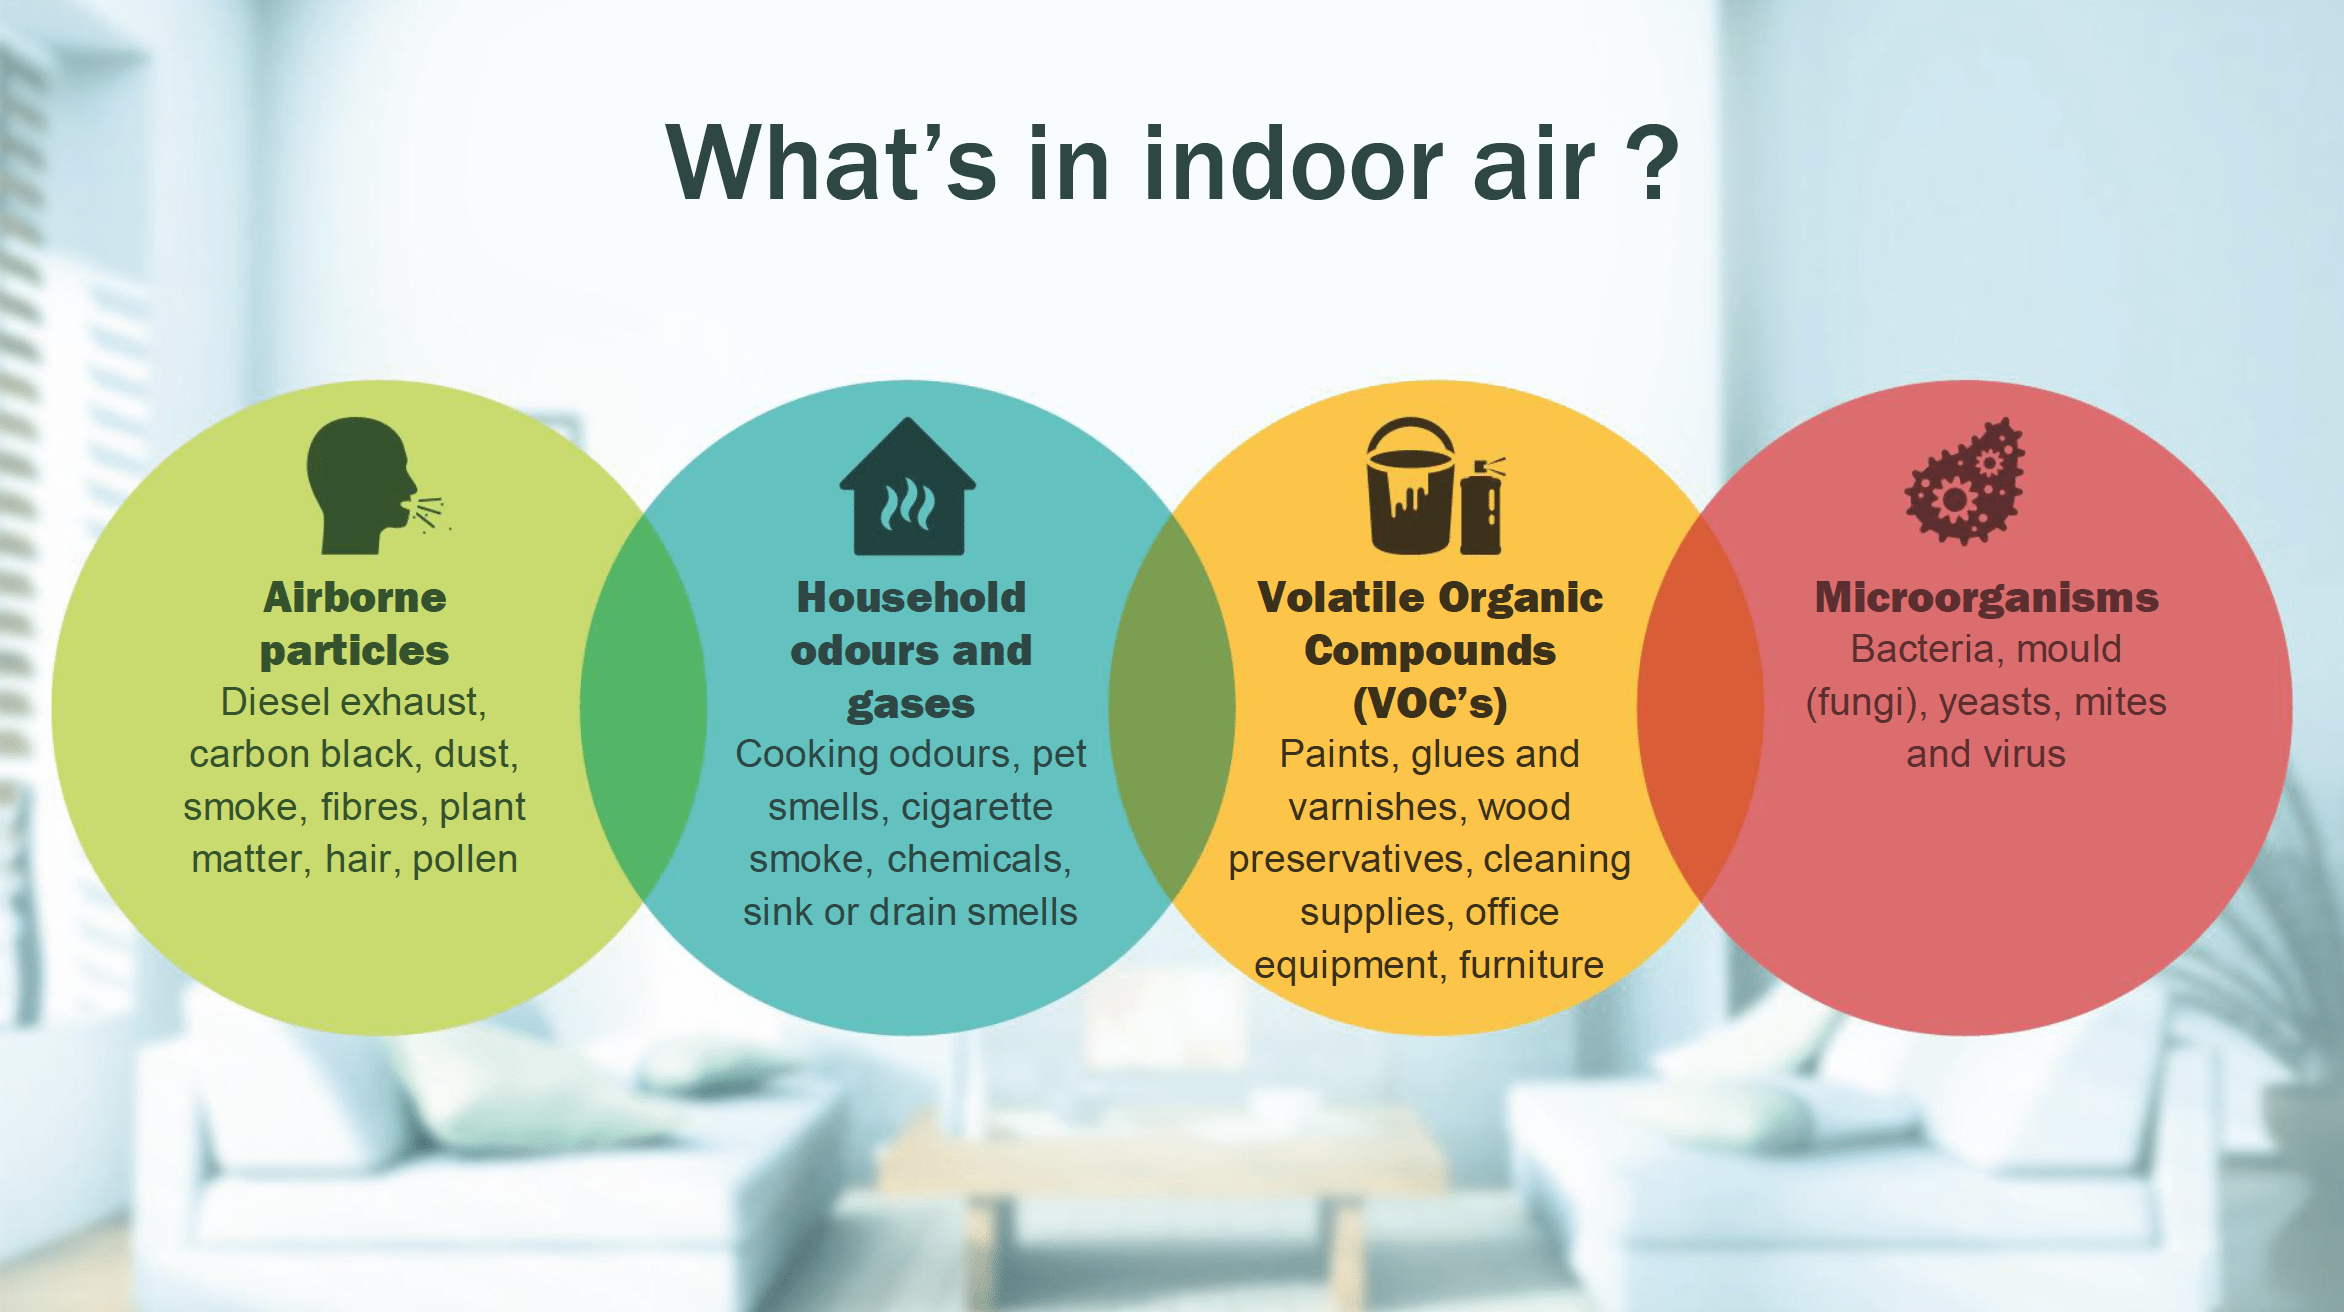 What’s in indoor air ?
Airborne
particles
Diesel exhaust,
carbon black, dust,
smoke, fibres, plant
matter, hair, pollen
Household
odours and
gases
Cooking odours, pet
smells, cigarette
smoke, chemicals,
sink or drain smells
Volatile Organic
Compounds
(VOC’s)
Paints, glues and
varnishes, wood
preservatives, cleaning
supplies, office
equipment, furniture
Microorganisms
Bacteria, mould
(fungi), yeasts, mites
and virus